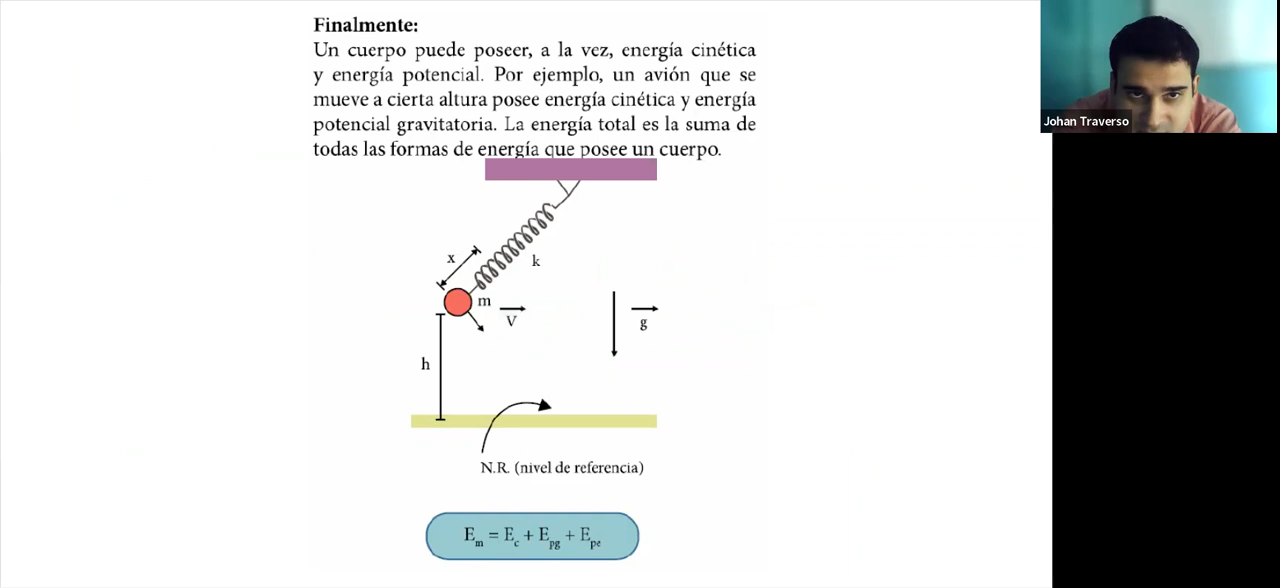 Finalmente:
Un cuerpo puede poseer, a la vez, energía cinética
y energía potencial. Por ejemplo, un avión que se
mueve a cierta altura posee energía cinética y energía
potencial gravitatoria. La energía total es la suma de
todas las formas de energía que posee un cuerpo.
Johan Traverso
x
k
m
V
g
h
N.R. (nivel de referencia)
Em = Ec + Epg + Epe